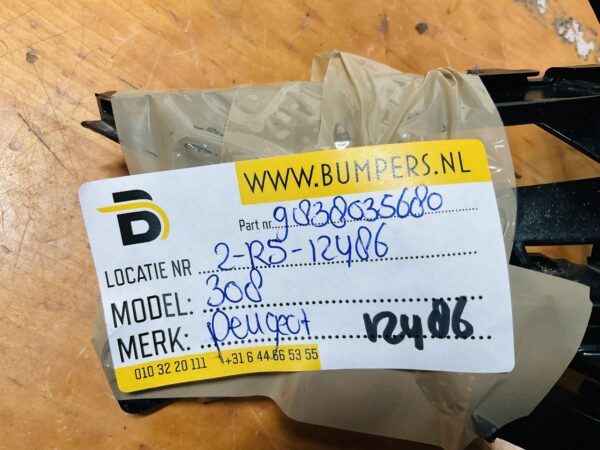 WWW.BUMPERS.NL
Part nr. 9838035680
LOCATIE NR 2-R5-12486
MODEL: 308
MERK: peugeot 12486
010 32 20 111 +31 6 44 66 53 55